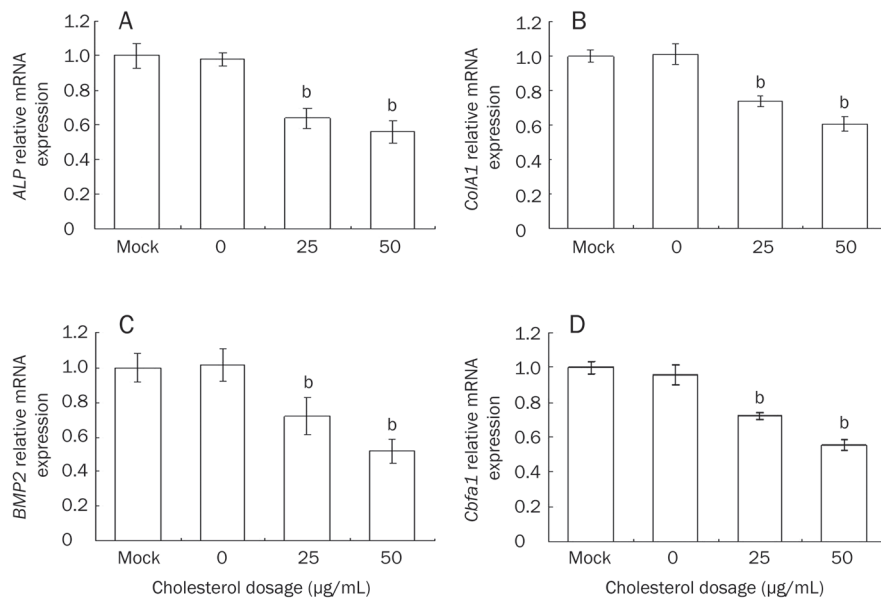 A
ALP relative mRNA
expression
1.2
1.0
0.8
0.6
0.4
0.2
0
b
b
Mock
0
25
50
B
ColA1 relative mRNA
expression
1.2
1.0
0.8
0.6
0.4
0.2
0
b
b
Mock
0
25
50
C
BMP2 relative mRNA
expression
1.2
1.0
0.8
0.6
0.4
0.2
0
b
b
Mock
0
25
50
Cholesterol dosage (μg/mL)
D
Cbfa1 relative mRNA
expression
1.2
1.0
0.8
0.6
0.4
0.2
0
b
b
Mock
0
25
50
Cholesterol dosage (μg/mL)